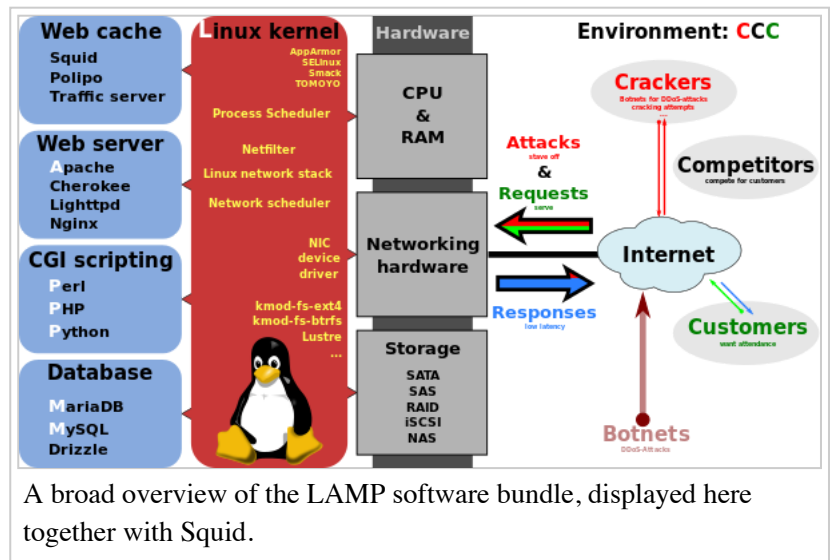 Web cache
Squid
Polipo
Traffic server
Web server
Apache
Cherokee
Lighttpd
Nginx
CGI scripting
Perl
PHP
Python
Database
MariaDB
MySQL
Drizzle
Linux kernel
AppArmor
SELinux
Smack
TOMOYO
Process Scheduler
Netfilter
Linux network stack
Network scheduler
NIC
device
driver
kmod-fs-ext4
kmod-fs-btrfs
Lustre
...
Hardware
CPU
&
RAM
Networking
hardware
Storage
SATA
SAS
RAID
iSCSI
NAS
Environment: CCC
Crackers
Botnets for DDoS-attacks
cracking attempts
...
Competitors
compete for customers
Attacks
stave off
&
Requests
serve
Internet
Responses
low latency
Customers
want attendance
Botnets
DDoS-Attacks
A broad overview of the LAMP software bundle, displayed here
together with Squid.